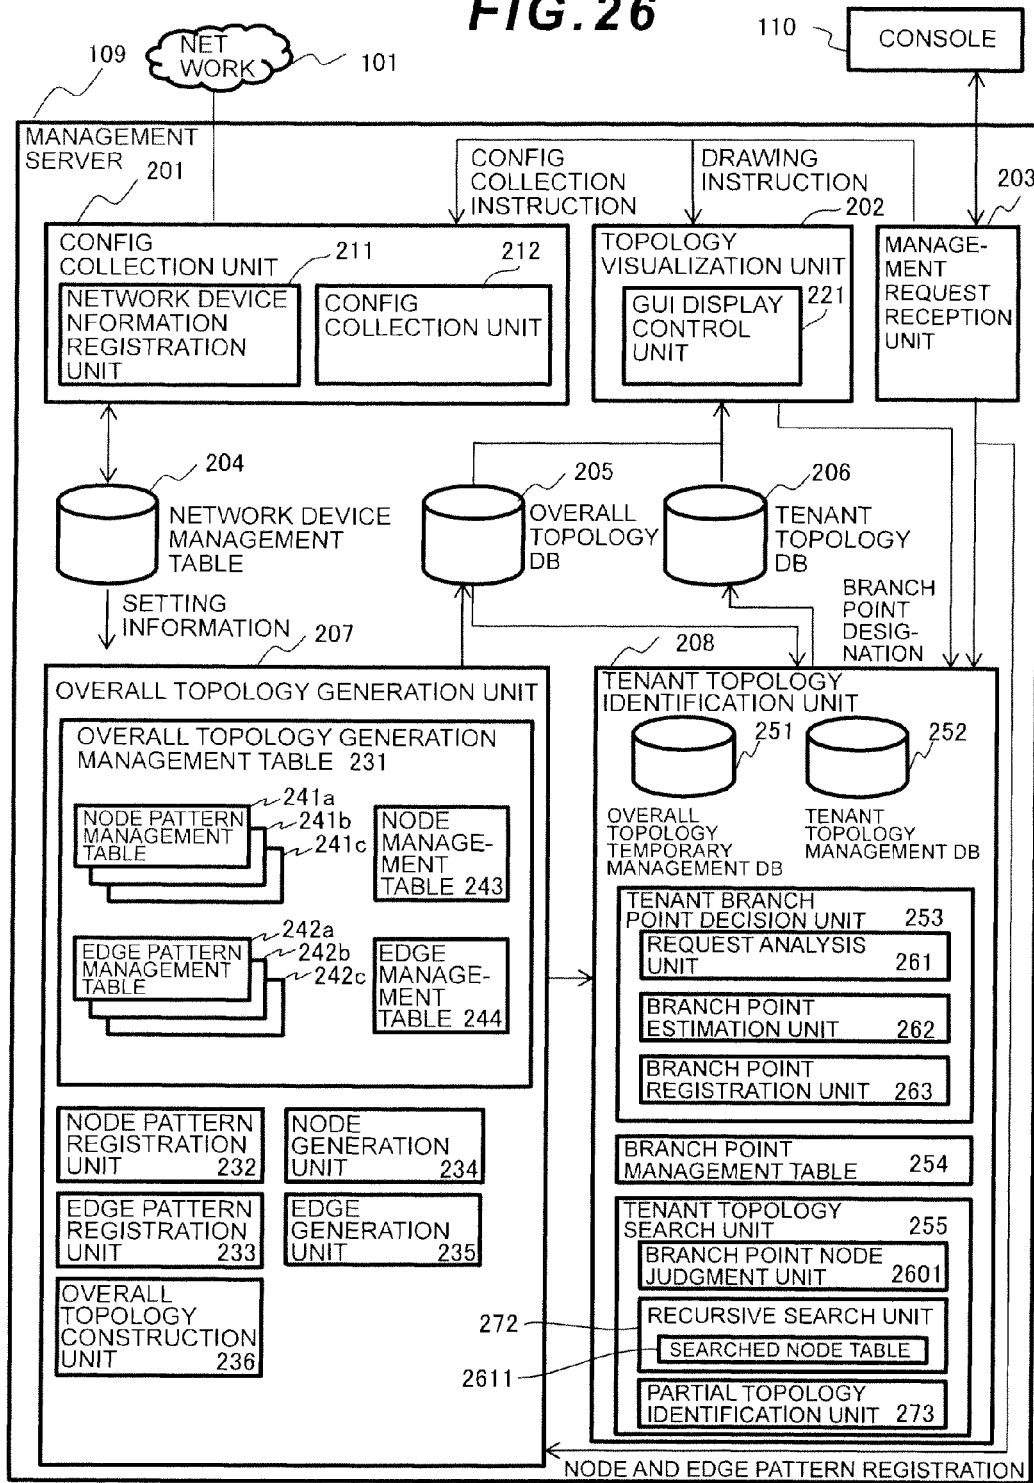 FIG.26
NET
WORK
101
109
110
CONSOLE
MANAGEMENT
SERVER
201
CONFIG
COLLECTION
INSTRUCTION
DRAWING
INSTRUCTION
202
203
CONFIG
COLLECTION UNIT
211
212
NETWORK DEVICE
NFORMATION
REGISTRATION
UNIT
CONFIG
COLLECTION UNIT
TOPOLOGY
VISUALIZATION UNIT
221
GUI DISPLAY
CONTROL
UNIT
MANAGE-
MENT
REQUEST
RECEPTION
UNIT
204
NETWORK DEVICE
MANAGEMENT
TABLE
205
OVERALL
TOPOLOGY
DB
206
TENANT
TOPOLOGY
DB
SETTING
INFORMATION
207
BRANCH
POINT
DESIG-
NATION
208
OVERALL TOPOLOGY GENERATION UNIT
OVERALL TOPOLOGY GENERATION
MANAGEMENT TABLE 231
241a
241b
241c
NODE PATTERN
MANAGEMENT
TABLE
NODE
MANAGE-
MENT
TABLE 243
242a
242b
242c
EDGE PATTERN
MANAGEMENT
TABLE
EDGE
MANAGE-
MENT
TABLE 244
NODE PATTERN
REGISTRATION
UNIT 232
NODE
GENERATION
UNIT 234
EDGE PATTERN
REGISTRATION
UNIT 233
EDGE
GENERATION
UNIT 235
OVERALL
TOPOLOGY
CONSTRUCTION
UNIT 236
TENANT TOPOLOGY
IDENTIFICATION UNIT
251
252
OVERALL
TOPOLOGY
TEMPORARY
MANAGEMENT DB
TENANT
TOPOLOGY
MANAGEMENT DB
TENANT BRANCH
POINT DECISION UNIT 253
REQUEST ANALYSIS
UNIT 261
BRANCH POINT
ESTIMATION UNIT 262
BRANCH POINT
REGISTRATION UNIT 263
BRANCH POINT
MANAGEMENT TABLE 254
TENANT TOPOLOGY
SEARCH UNIT 255
BRANCH POINT NODE
JUDGMENT UNIT 2601
272
RECURSIVE SEARCH UNIT
2611
SEARCHED NODE TABLE
PARTIAL TOPOLOGY
IDENTIFICATION UNIT 273
NODE AND EDGE PATTERN REGISTRATION